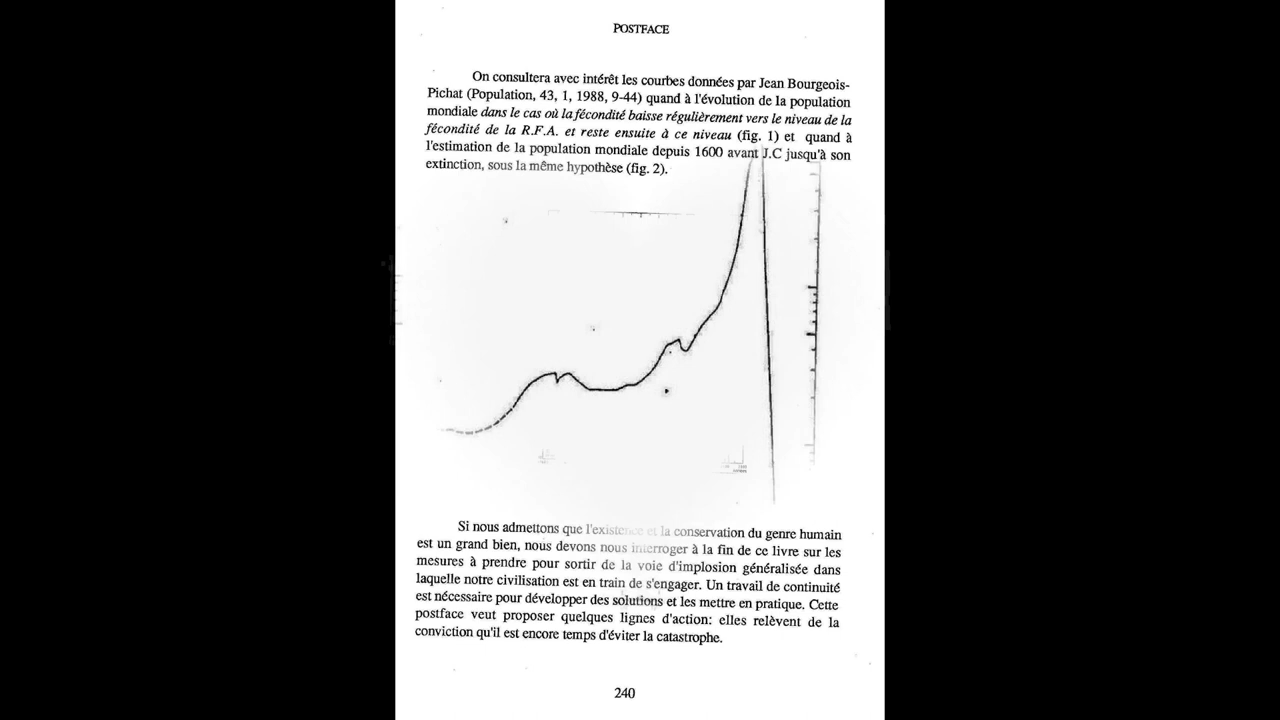 POSTFACE
On consultera avec intérêt les courbes données par Jean Bourgeois-
Pichat (Population, 43, 1, 1988, 9-44) quand à l'évolution de la population
mondiale dans le cas où la fécondité baisse régulièrement vers le niveau de la
fécondité de la R.F.A. et reste ensuite à ce niveau (fig. 1) et quand à
l'estimation de la population mondiale depuis 1600 avant J.C jusqu'à son
extinction, sous la même hypothèse (fig. 2).
Si nous admettons que l'existence et la conservation du genre humain
est un grand bien, nous devons nous interroger à la fin de ce livre sur les
mesures à prendre pour sortir de la voie d'implosion généralisée dans
laquelle notre civilisation est en train de s'engager. Un travail de continuité
est nécessaire pour développer des solutions et les mettre en pratique. Cette
postface veut proposer quelques lignes d'action: elles relèvent de la
conviction qu'il est encore temps d'éviter la catastrophe.
240